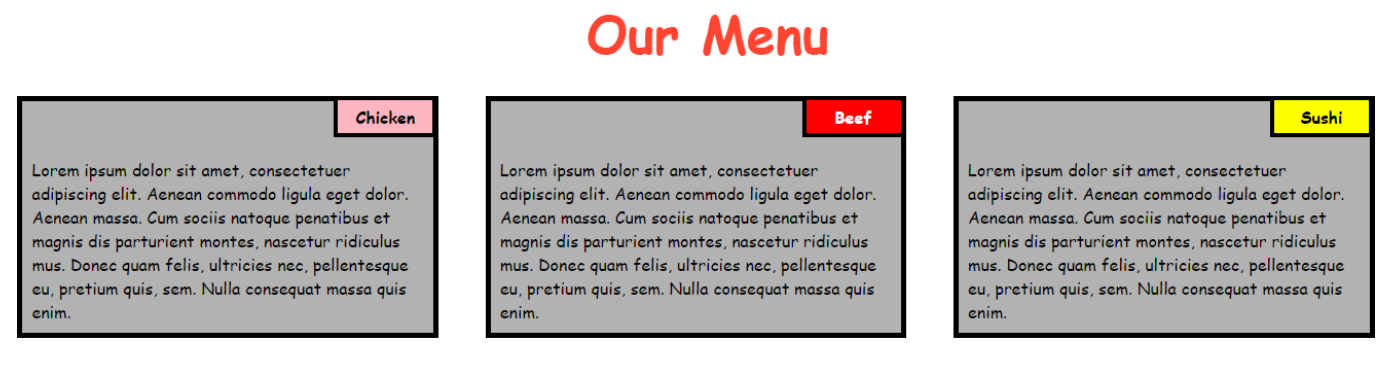 Our Menu
Chicken
Lorem ipsum dolor sit amet, consectetuer
adipiscing elit. Aenean commodo ligula eget dolor.
Aenean massa. Cum sociis natoque penatibus et
magnis dis parturient montes, nascetur ridiculus
mus. Donec quam felis, ultricies nec, pellentesque
eu, pretium quis, sem. Nulla consequat massa quis
enim.
Beef
Lorem ipsum dolor sit amet, consectetuer
adipiscing elit. Aenean commodo ligula eget dolor.
Aenean massa. Cum sociis natoque penatibus et
magnis dis parturient montes, nascetur ridiculus
mus. Donec quam felis, ultricies nec, pellentesque
eu, pretium quis, sem. Nulla consequat massa quis
enim.
Sushi
Lorem ipsum dolor sit amet, consectetuer
adipiscing elit. Aenean commodo ligula eget dolor.
Aenean massa. Cum sociis natoque penatibus et
magnis dis parturient montes, nascetur ridiculus
mus. Donec quam felis, ultricies nec, pellentesque
eu, pretium quis, sem. Nulla consequat massa quis
enim.